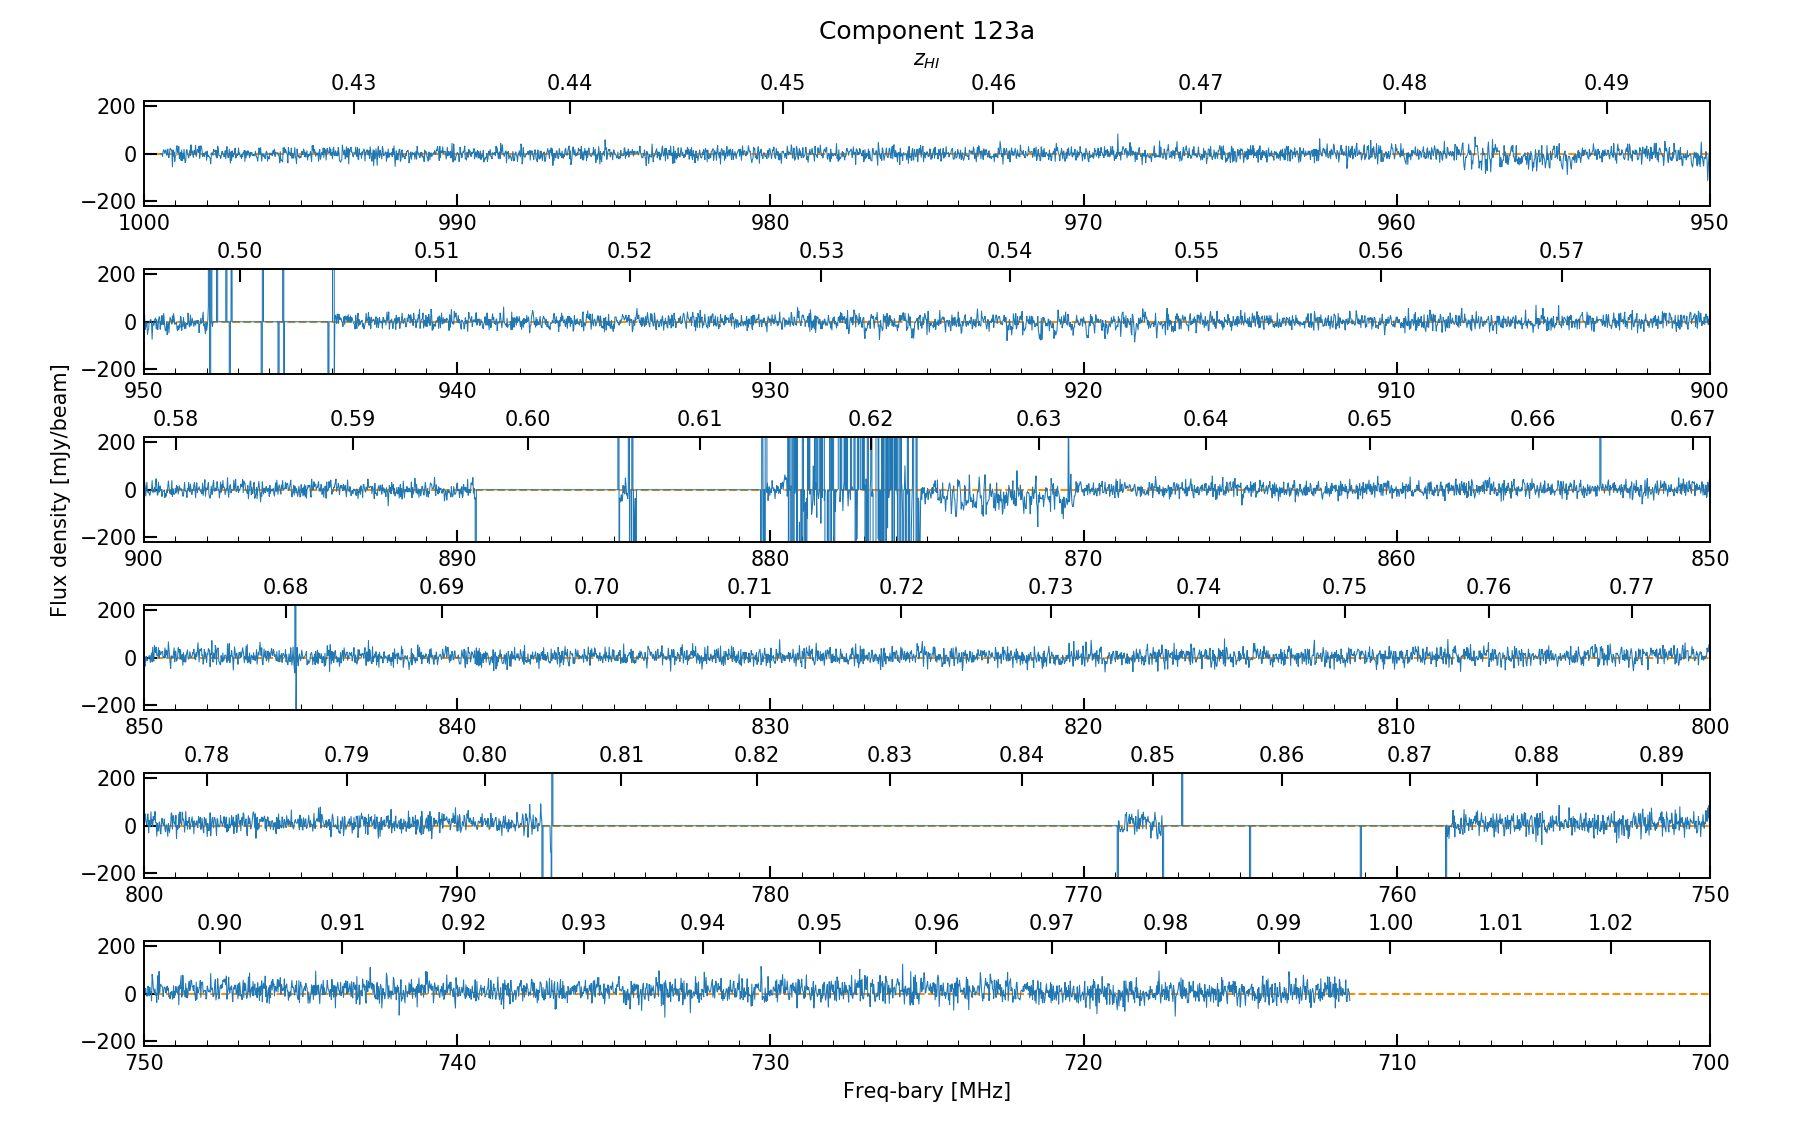 Component 123a
z_HI
0.43 0.44 0.45 0.46 0.47 0.48 0.49
200
0
−200
1000 990 980 970 960 950
0.50 0.51 0.52 0.53 0.54 0.55 0.56 0.57
200
0
−200
950 940 930 920 910 900
0.58 0.59 0.60 0.61 0.62 0.63 0.64 0.65 0.66 0.67
200
0
−200
900 890 880 870 860 850
Flux density [mJy/beam]
0.68 0.69 0.70 0.71 0.72 0.73 0.74 0.75 0.76 0.77
200
0
−200
850 840 830 820 810 800
0.78 0.79 0.80 0.81 0.82 0.83 0.84 0.85 0.86 0.87 0.88 0.89
200
0
−200
800 790 780 770 760 750
0.90 0.91 0.92 0.93 0.94 0.95 0.96 0.97 0.98 0.99 1.00 1.01 1.02
200
0
−200
750 740 730 720 710 700
Freq-bary [MHz]